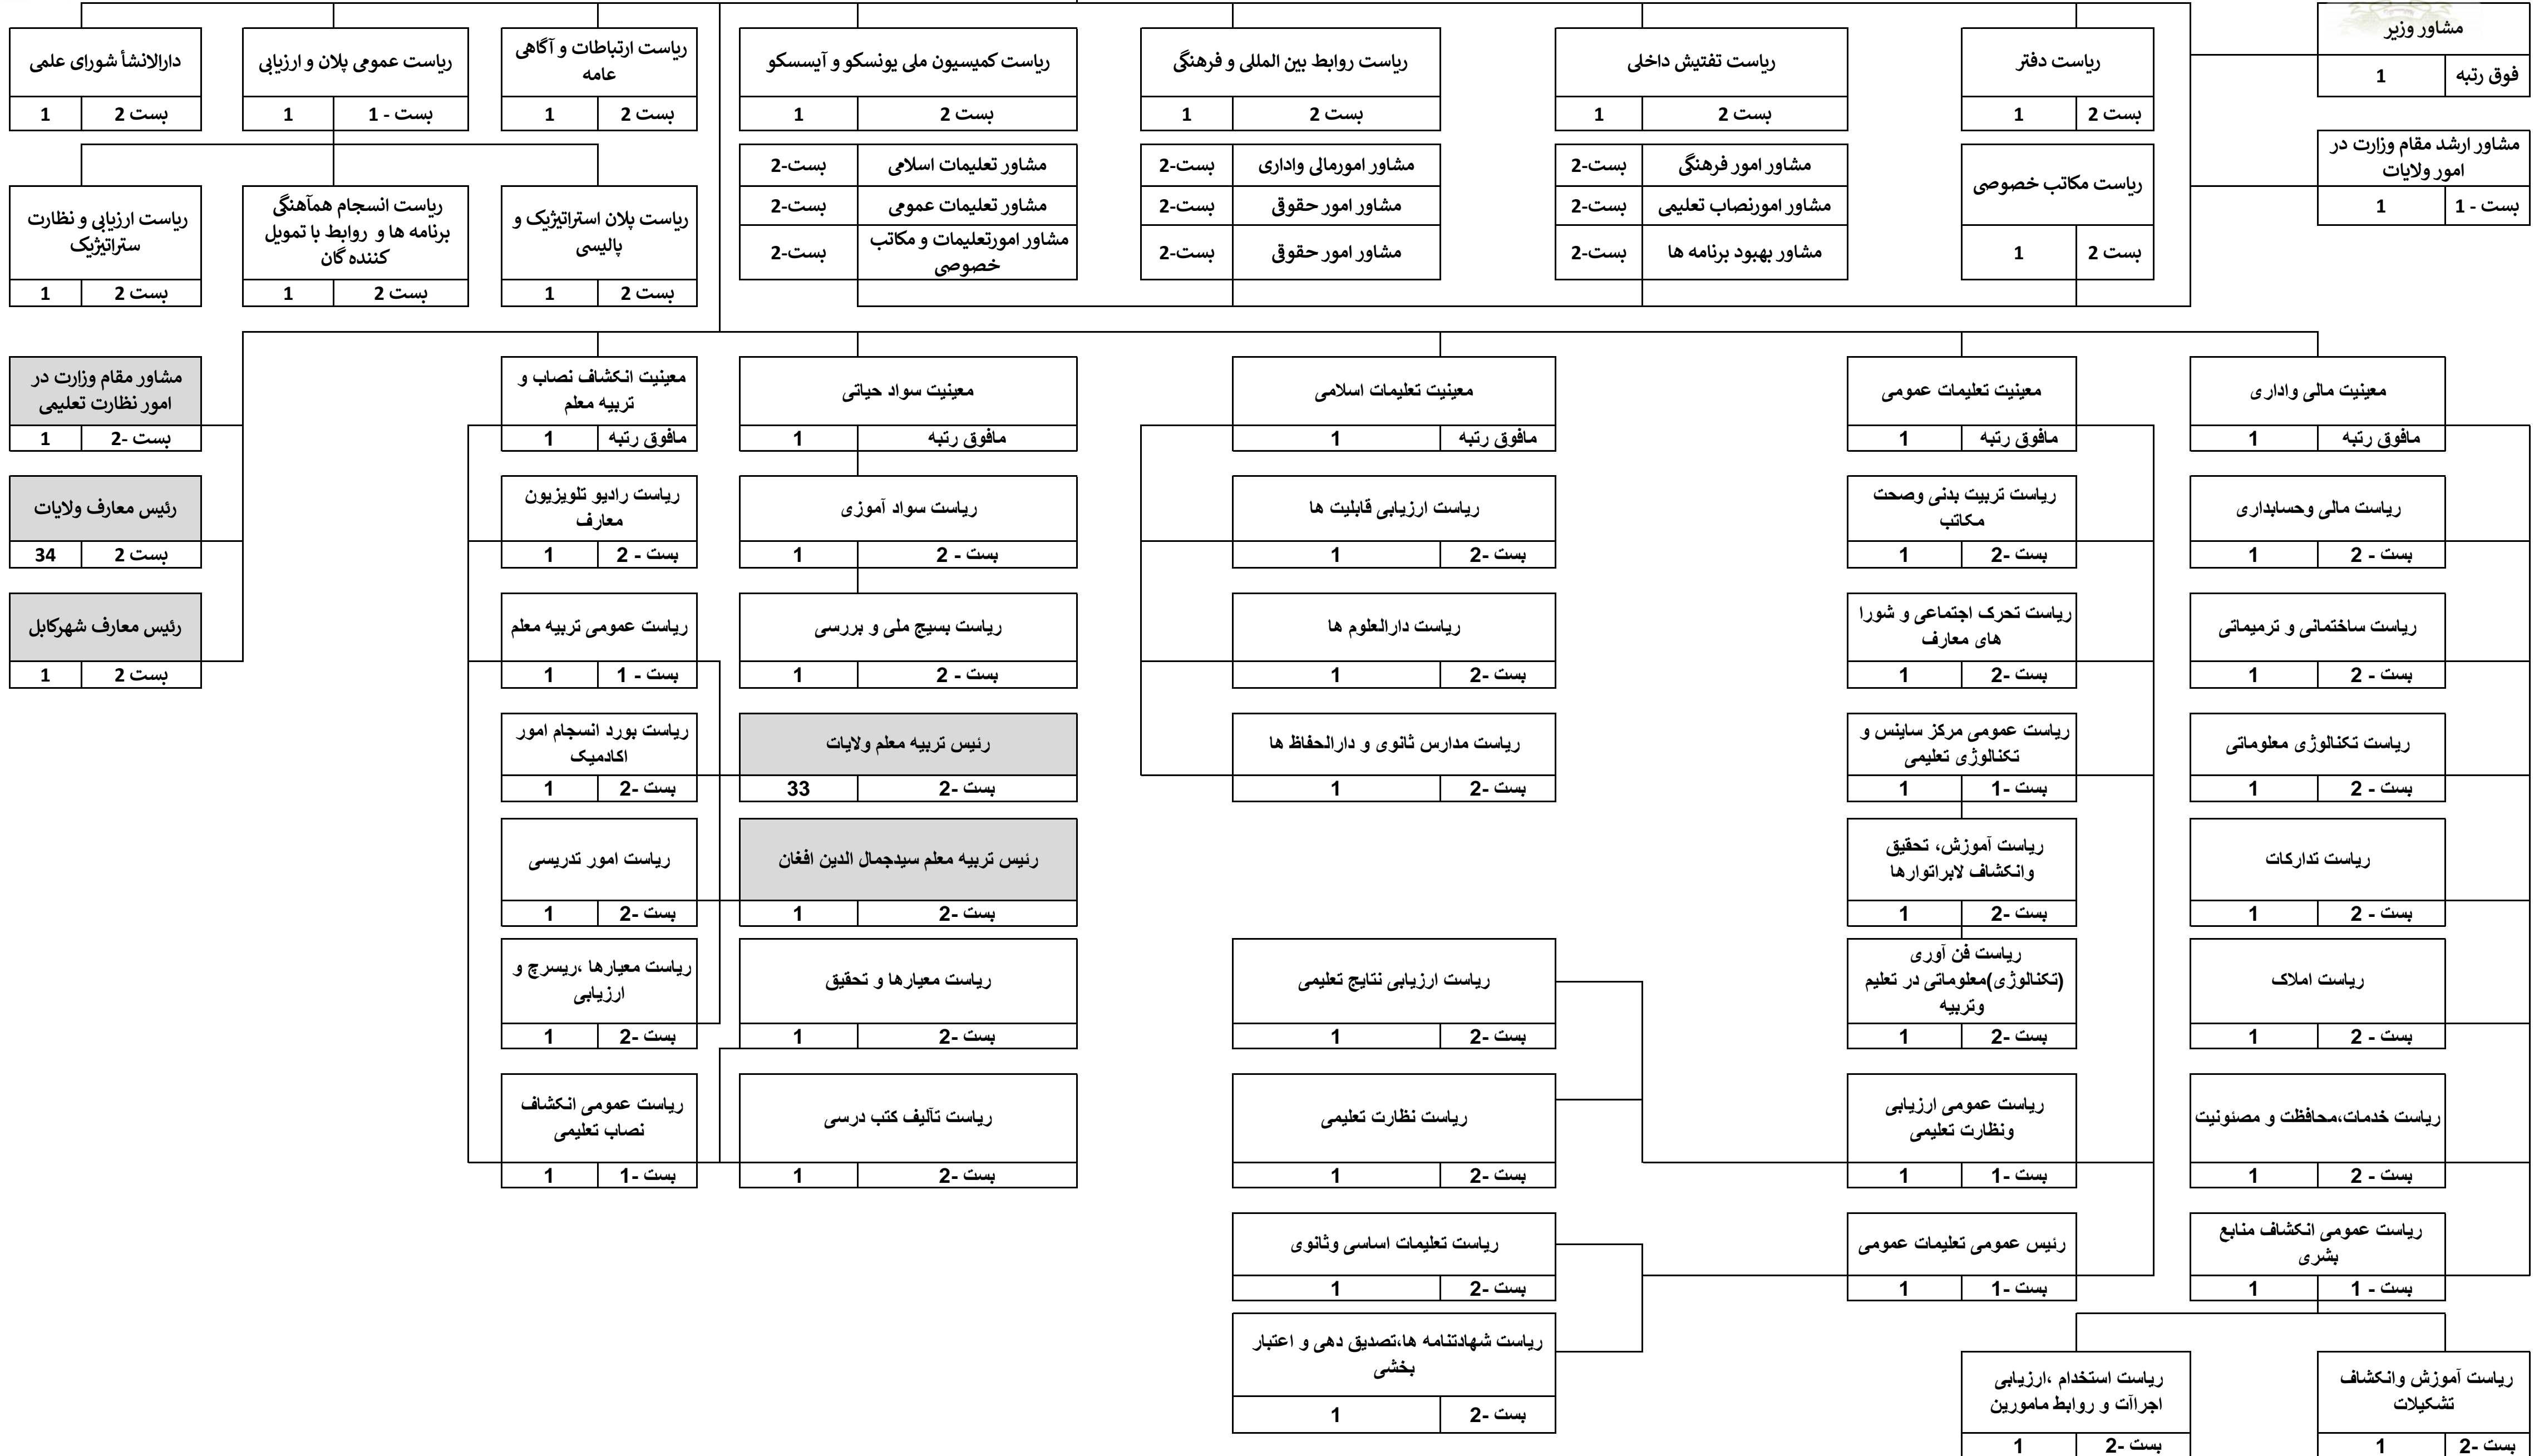 مشاور وزیر
فوق رتبه 1
ریاست دفتر
بست 2 1
ریاست تفتیش داخلی
بست 2 1
ریاست روابط بین المللی و فرهنگی
بست 2 1
ریاست کمیسیون ملی یونسکو و آیسسکو
بست 2 1
ریاست ارتباطات و آگاهی
عامه
بست 2 1
ریاست عمومی پلان و ارزیابی
بست - 1 1
دارالانشأ شورای علمی
بست 2 1
مشاور ارشد مقام وزارت در
امور ولایات
بست - 1 1
ریاست مکاتب خصوصی
بست 2 1
مشاور امور فرهنگی بست-2
مشاور امورنصاب تعلیمی بست-2
مشاور بهبود برنامه ها بست-2
مشاور امورمالی واداری بست-2
مشاور امور حقوقی بست-2
مشاور امور حقوقی بست-2
مشاور تعلیمات اسلامی بست-2
مشاور تعلیمات عمومی بست-2
مشاور امورتعلیمات و مکاتب
خصوصی بست-2
ریاست پلان استراتیژیک و
پالیسی
بست 2 1
ریاست انسجام همآهنگی
برنامه ها و روابط با تمویل
کننده گان
بست 2 1
ریاست ارزیابی و نظارت
ستراتیژیک
بست 2 1
معینیت مالی واداری
مافوق رتبه 1
ریاست مالی وحسابداری
بست - 2 1
ریاست ساختمانی و ترمیماتی
بست - 2 1
ریاست تکنالوژی معلوماتی
بست - 2 1
ریاست تدارکات
بست - 2 1
ریاست املاک
بست - 2 1
ریاست خدمات،محافظت و مصئونیت
بست - 2 1
ریاست عمومی انکشاف منابع
بشری
بست - 1 1
ریاست آموزش وانکشاف
تشکیلات
بست -2 1
ریاست استخدام ،ارزیابی
اجراآت و روابط مامورین
بست -2 1
معینیت تعلیمات عمومی
مافوق رتبه 1
ریاست تربیت بدنی وصحت
مکاتب
بست -2 1
ریاست تحرک اجتماعی و شورا
های معارف
بست -2 1
ریاست عمومی مرکز ساینس و
تکنالوژی تعلیمی
بست -1 1
ریاست آموزش، تحقیق
وانکشاف لابراتوارها
بست -2 1
ریاست فن آوری
(تکنالوژی)معلوماتی در تعلیم
وتربیه
بست -2 1
ریاست عمومی ارزیابی
ونظارت تعلیمی
بست -1 1
رئیس عمومی تعلیمات عمومی
بست -1 1
معینیت تعلیمات اسلامی
مافوق رتبه 1
ریاست ارزیابی قابلیت ها
بست -2 1
ریاست دارالعلوم ها
بست -2 1
ریاست مدارس ثانوی و دارالحفاظ ها
بست -2 1
ریاست ارزیابی نتایج تعلیمی
بست -2 1
ریاست نظارت تعلیمی
بست -2 1
ریاست تعلیمات اساسی وثانوی
بست -2 1
ریاست شهادتنامه ها،تصدیق دهی و اعتبار
بخشی
بست -2 1
معینیت سواد حیاتی
مافوق رتبه 1
ریاست سواد آموزی
بست - 2 1
ریاست بسیج ملی و بررسی
بست - 2 1
رئیس تربیه معلم ولایات
بست -2 33
رئیس تربیه معلم سیدجمال الدین افغان
بست -2 1
ریاست معیارها و تحقیق
بست -2 1
ریاست تآلیف کتب درسی
بست -2 1
معینیت انکشاف نصاب و
تربیه معلم
مافوق رتبه 1
ریاست رادیو تلویزیون
معارف
بست - 2 1
ریاست عمومی تربیه معلم
بست - 1 1
ریاست بورد انسجام امور
اکادمیک
بست -2 1
ریاست امور تدریسی
بست -2 1
ریاست معیارها ،ریسرچ و
ارزیابی
بست -2 1
ریاست عمومی انکشاف
نصاب تعلیمی
بست -1 1
مشاور مقام وزارت در
امور نظارت تعلیمی
بست -2 1
رئیس معارف ولایات
بست 2 34
رئیس معارف شهرکابل
بست 2 1